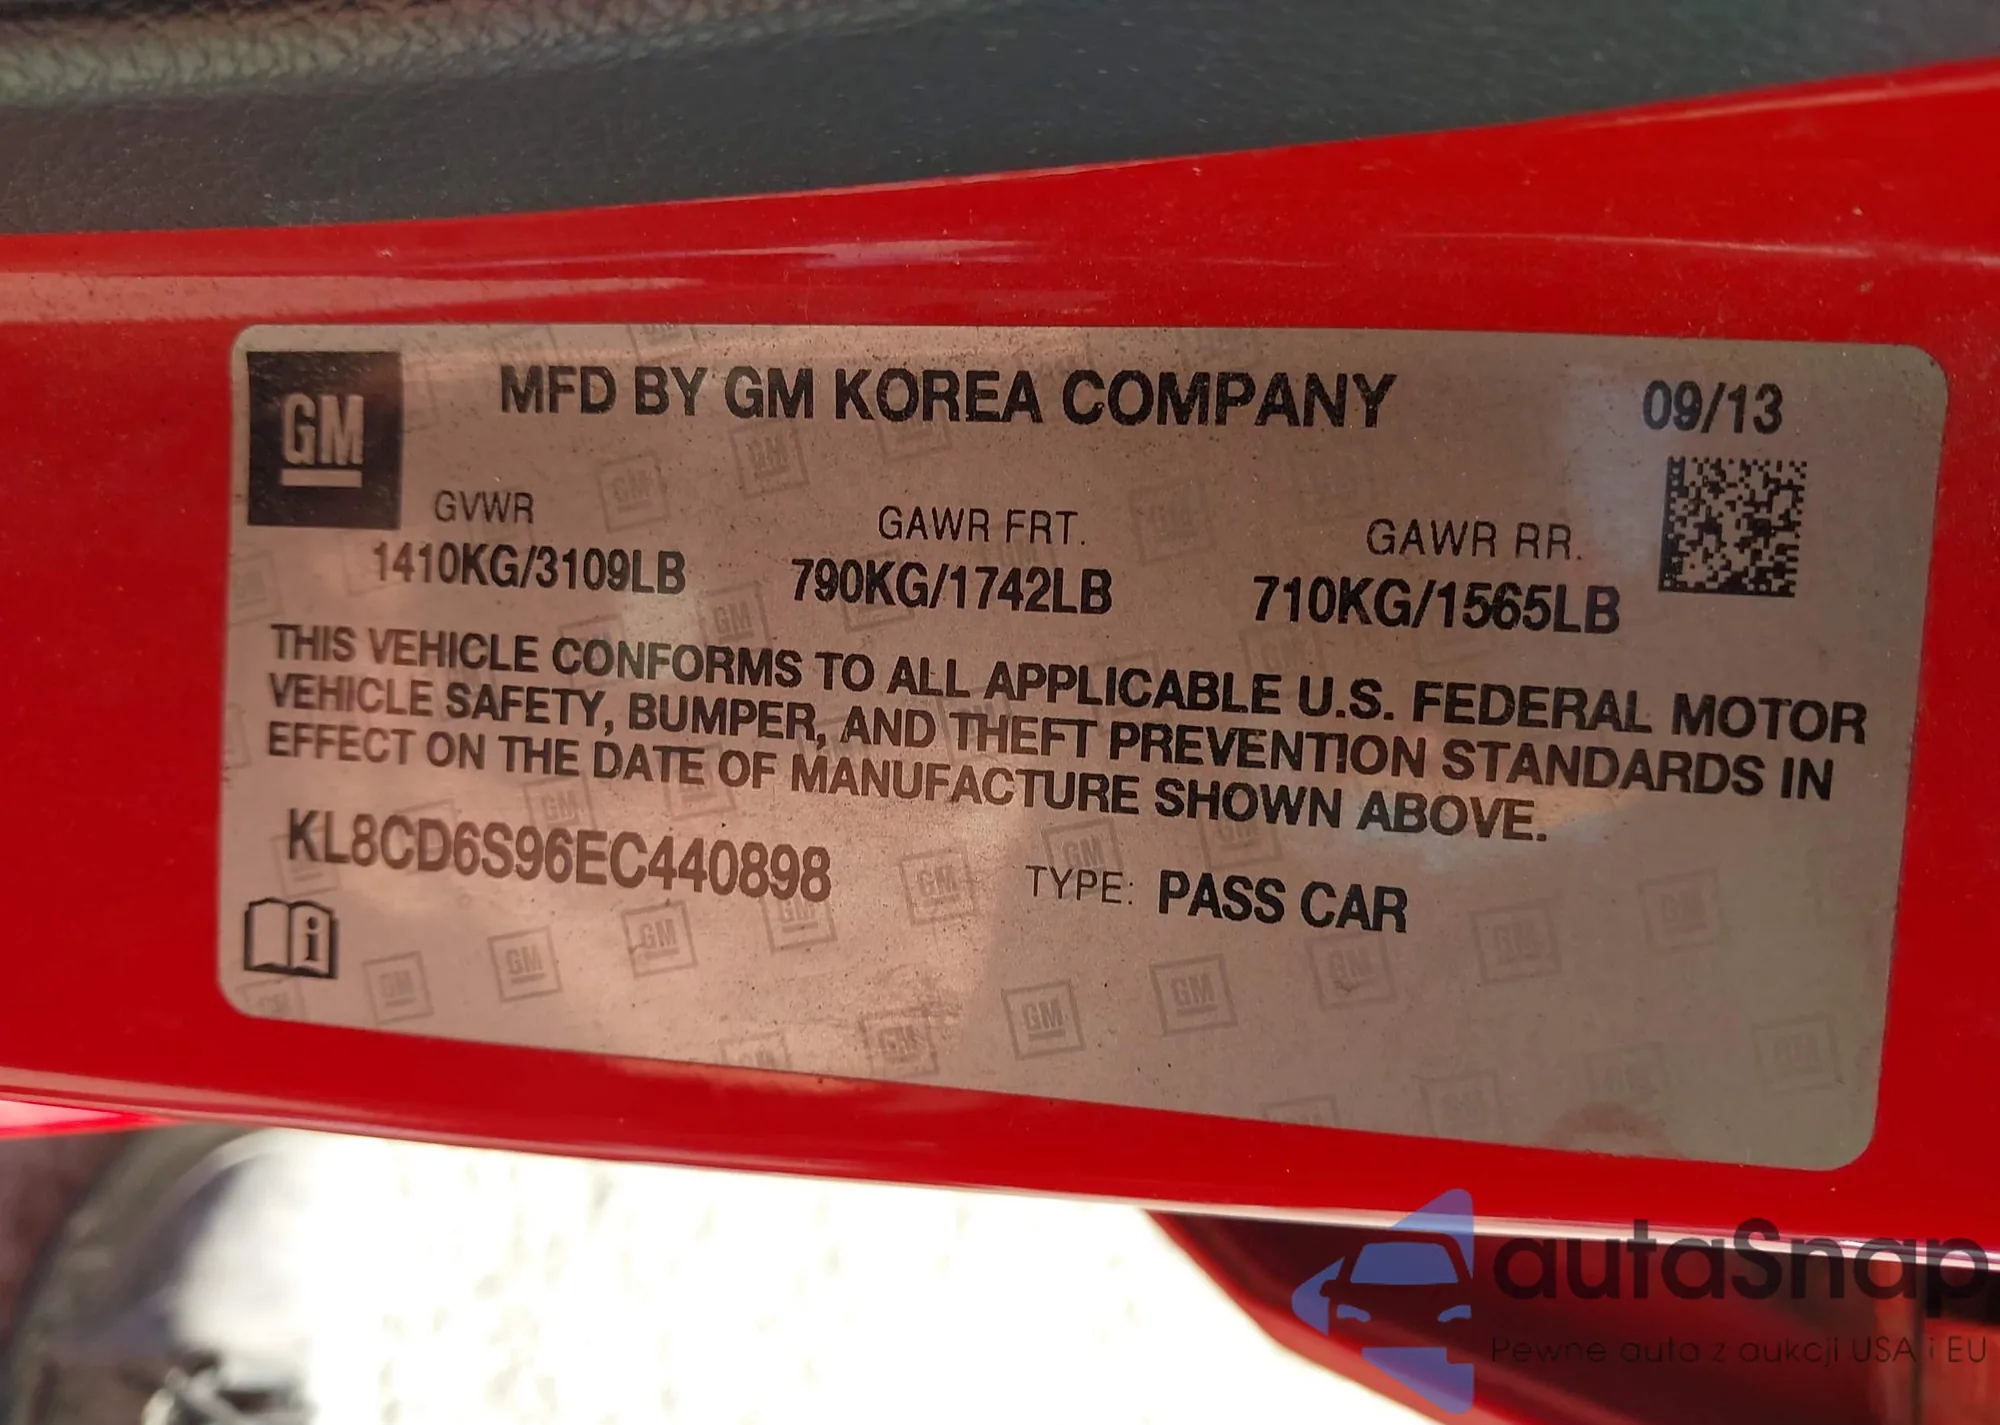 GM
MFD BY GM KOREA COMPANY 09/13
GVWR GAWR FRT. GAWR RR.
1410KG/3109LB 790KG/1742LB 710KG/1565LB
THIS VEHICLE CONFORMS TO ALL APPLICABLE U.S. FEDERAL MOTOR
VEHICLE SAFETY, BUMPER, AND THEFT PREVENTION STANDARDS IN
EFFECT ON THE DATE OF MANUFACTURE SHOWN ABOVE.
KL8CD6S96EC440898 TYPE: PASS CAR
i
autaSnap
Pewne auta z aukcji USA i EU